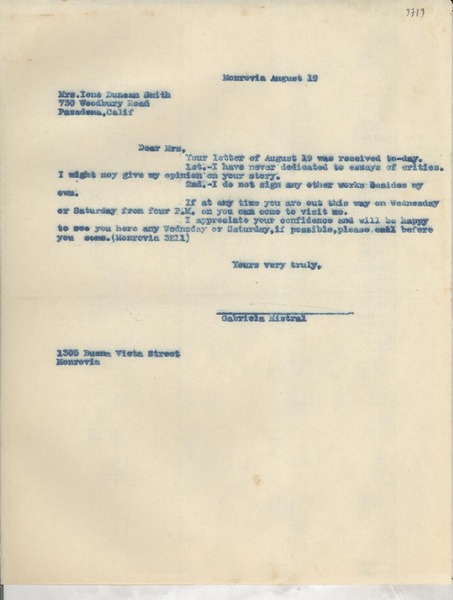 9719
Monrovia August 19
Mrs.Ione Duncan Smith
730 Woodbury Road
Pasadena,Calif
Dear Mrs.
Your letter of August 19 was received to-day.
1st.-I have never dedicated to essays of critics.
I might noy give my opinion on your story.
2nd.-I do not sign any other works Besides my
own.
If at any time you are out this way on Wednesday
or Saturday from four P.M. on you can come to visit me.
I appreciate your confidence and will be happy
to see you here any Wednsday or Saturday,if possible,please call before
you come.(Monrovia 3211)
Yours very truly,
Gabriela Mistral
1305 Buena Vista Street
Monrovia